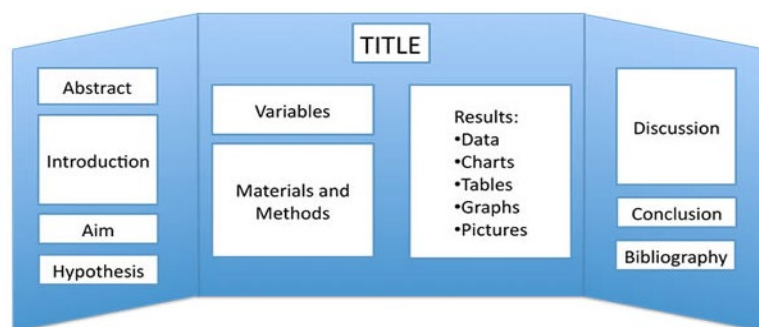 TITLE
Abstract
Introduction
Aim
Hypothesis
Variables
Materials and
Methods
Results:
•Data
•Charts
•Tables
•Graphs
•Pictures
Discussion
Conclusion
Bibliography